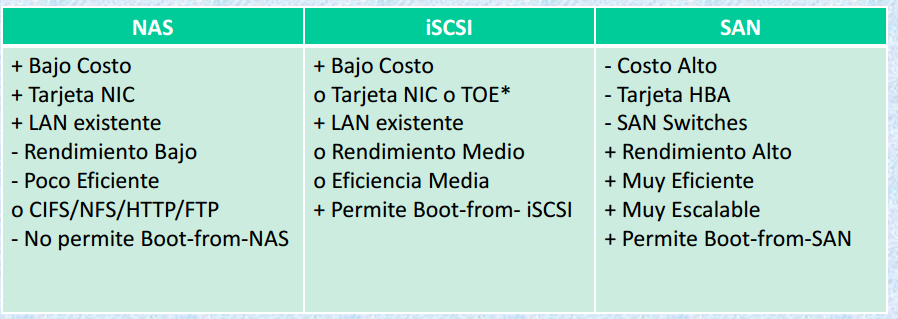 NAS
+ Bajo Costo
+ Tarjeta NIC
+ LAN existente
- Rendimiento Bajo
- Poco Eficiente
o CIFS/NFS/HTTP/FTP
- No permite Boot-from-NAS
iSCSI
+ Bajo Costo
o Tarjeta NIC o TOE*
+ LAN existente
o Rendimiento Medio
o Eficiencia Media
+ Permite Boot-from- iSCSI
SAN
- Costo Alto
- Tarjeta HBA
- SAN Switches
+ Rendimiento Alto
+ Muy Eficiente
+ Muy Escalable
+ Permite Boot-from-SAN